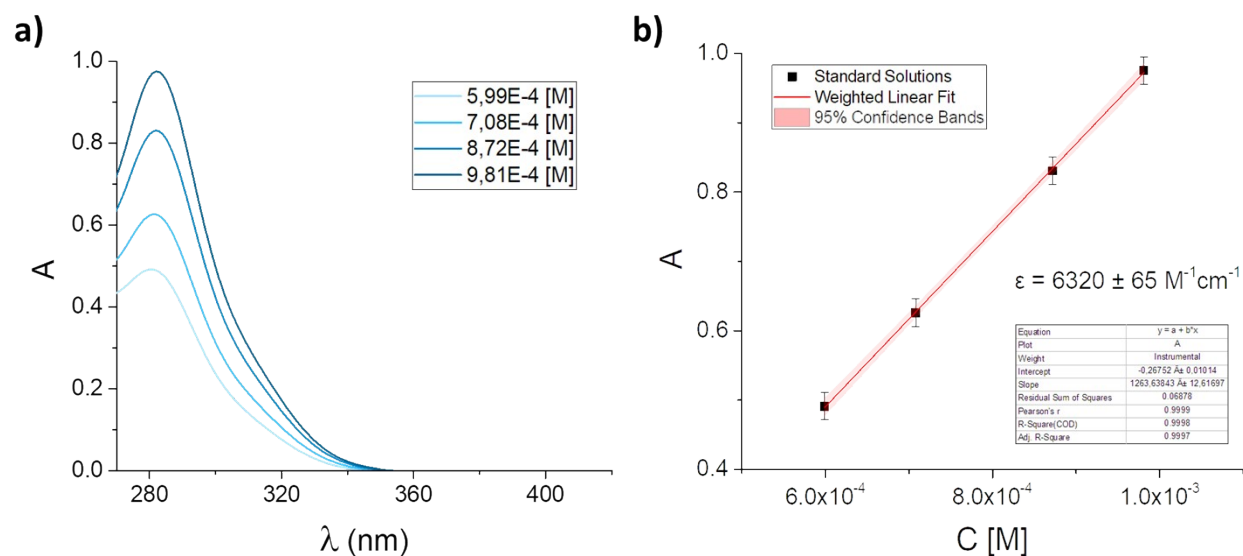 a)
A
1.0
0.8
0.6
0.4
0.2
0.0
280
320
360
400
λ (nm)
5,99E-4 [M]
7,08E-4 [M]
8,72E-4 [M]
9,81E-4 [M]
b)
A
1.0
0.8
0.6
0.4
6.0x10⁻⁴
8.0x10⁻⁴
1.0x10⁻³
C [M]
Standard Solutions
Weighted Linear Fit
95% Confidence Bands
ε = 6320 ± 65 M⁻¹cm⁻¹
Equation y = a + b*x
Plot A
Weight Instrumental
Intercept -0,26752 Â± 0,01014
Slope 1263,63843 Â± 12,61697
Residual Sum of Squares 0.06878
Pearson's r 0.9999
R-Square(COD) 0.9998
Adj. R-Square 0.9997